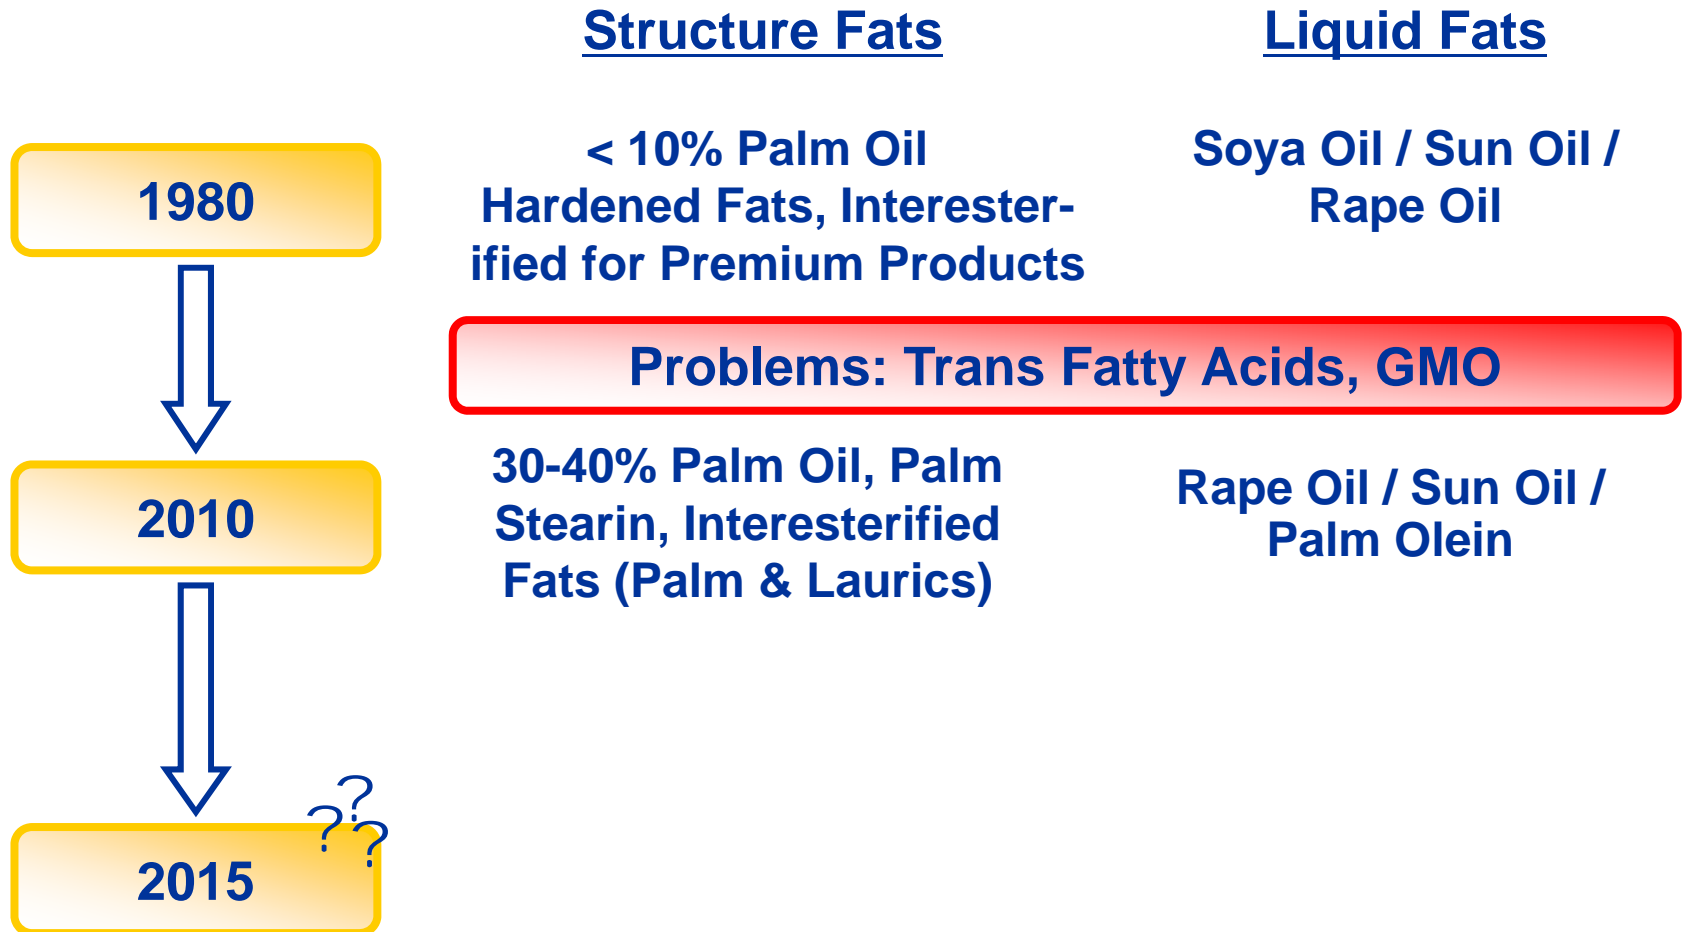 Structure Fats
Liquid Fats
1980
< 10% Palm Oil
Hardened Fats, Interester-
ified for Premium Products
Soya Oil / Sun Oil /
Rape Oil
Problems: Trans Fatty Acids, GMO
2010
30-40% Palm Oil, Palm
Stearin, Interesterified
Fats (Palm & Laurics)
Rape Oil / Sun Oil /
Palm Olein
???
2015